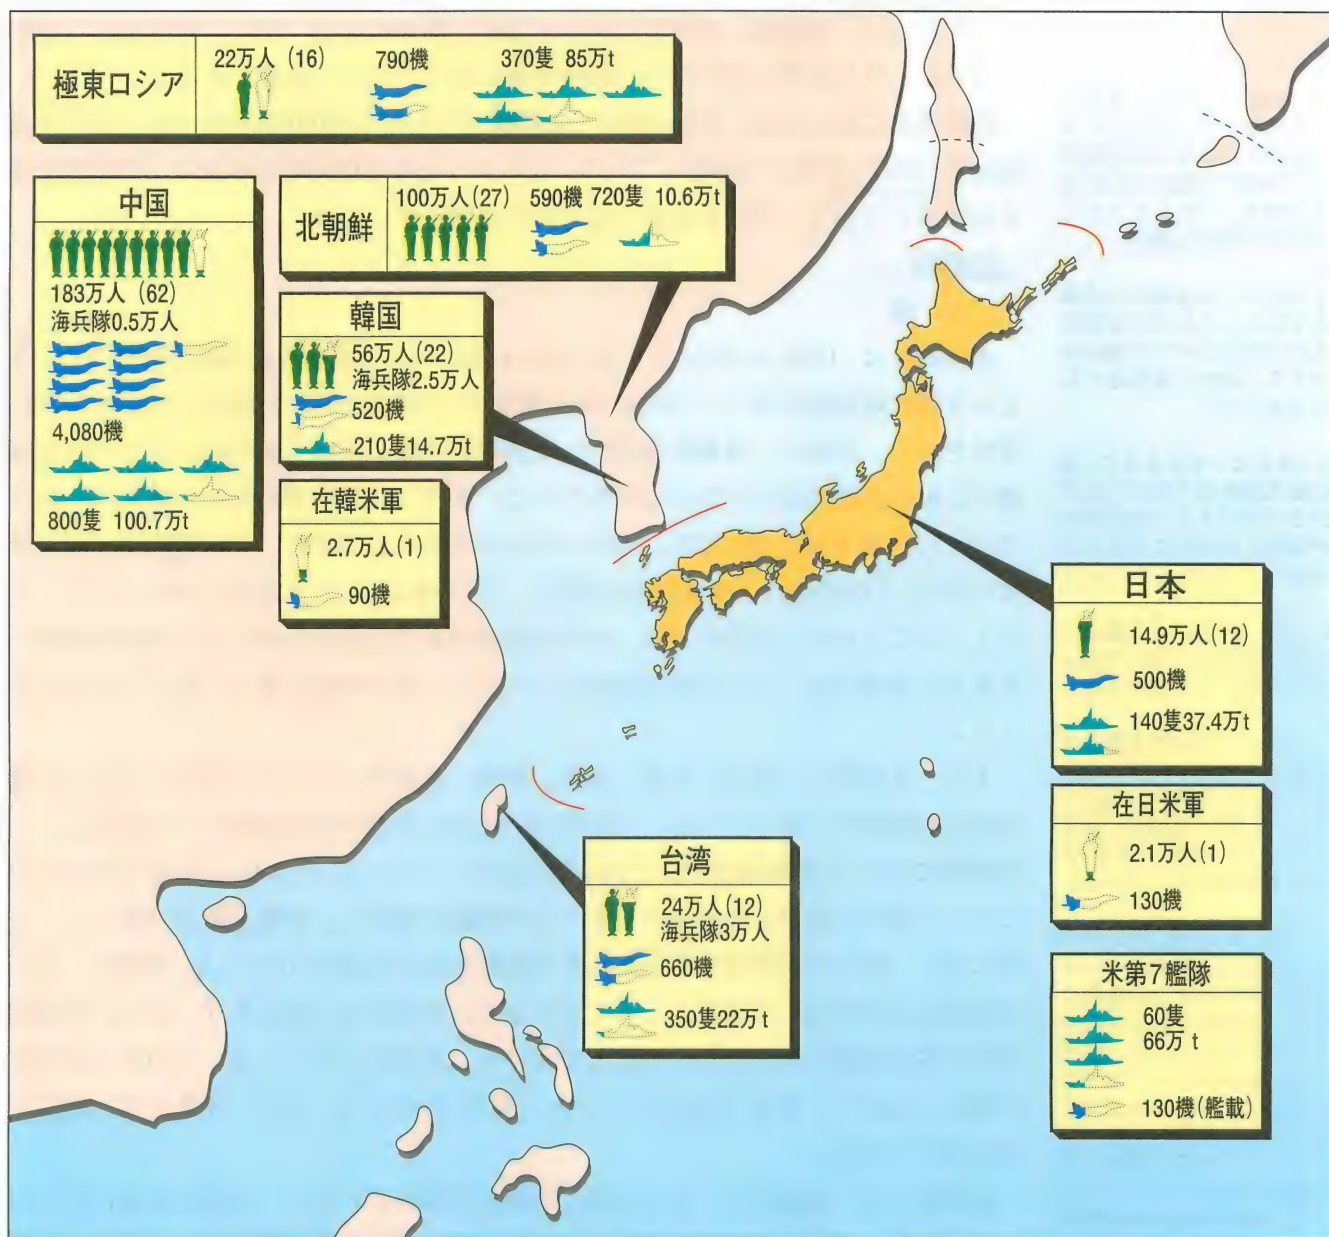 極東ロシア
22万人 (16)
790機
370隻 85万t
中国
183万人 (62)
海兵隊0.5万人
4,080機
800隻 100.7万t
北朝鮮
100万人(27)
590機
720隻 10.6万t
韓国
56万人(22)
海兵隊2.5万人
520機
210隻14.7万t
在韓米軍
2.7万人(1)
90機
日本
14.9万人(12)
500機
140隻37.4万t
在日米軍
2.1万人(1)
130機
台湾
24万人(12)
海兵隊3万人
660機
350隻22万t
米第7艦隊
60隻
66万t
130機(艦載)